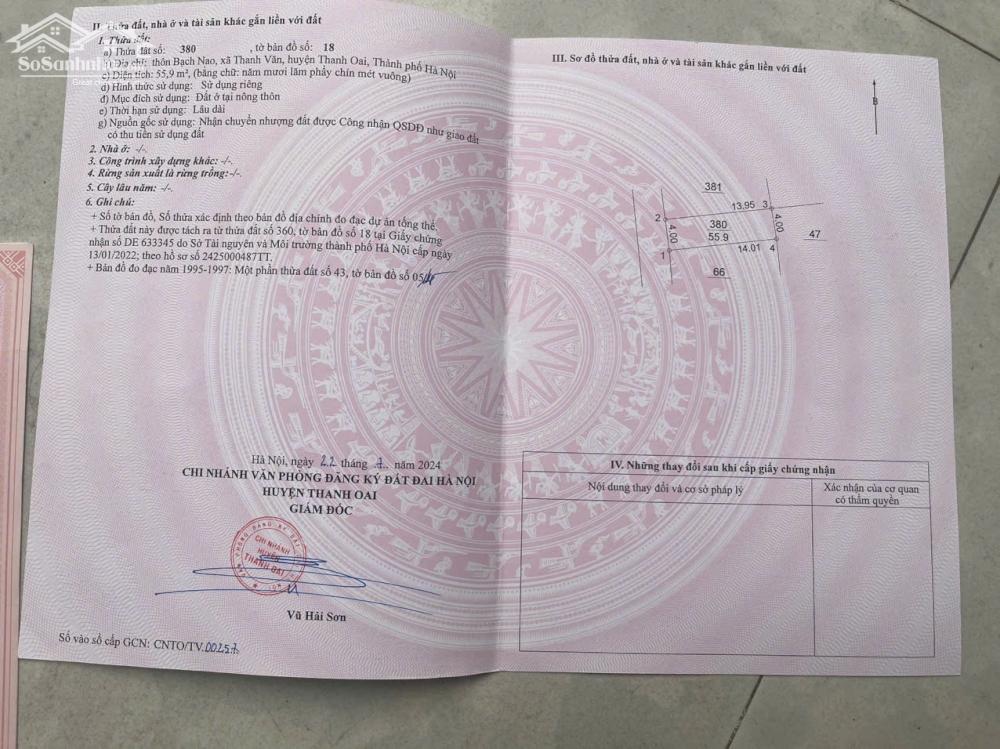 SoSanhNha
II. Thửa đất, nhà ở và tài sản khác gắn liền với đất
1. Thửa đất:
a) Thửa đất số: 380 , tờ bản đồ số: 18
b) Địa chỉ: thôn Bạch Nao, xã Thanh Văn, huyện Thanh Oai, Thành phố Hà Nội
c) Diện tích: 55,9 m², (bằng chữ: năm mươi lăm phẩy chín mét vuông)
d) Hình thức sử dụng: Sử dụng riêng
đ) Mục đích sử dụng: Đất ở tại nông thôn
e) Thời hạn sử dụng: Lâu dài
g) Nguồn gốc sử dụng: Nhận chuyển nhượng đất được Công nhận QSDĐ như giao đất
có thu tiền sử dụng đất
2. Nhà ở: -/-.
3. Công trình xây dựng khác: -/-.
4. Rừng sản xuất là rừng trồng:-/-.
5. Cây lâu năm: -/-.
6. Ghi chú:
+ Số tờ bản đồ, Số thửa xác định theo bản đồ địa chính đo đạc dự án tổng thể.
+ Thửa đất này được tách ra từ thửa đất số 360, tờ bản đồ số 18 tại Giấy chứng
nhận số DE 633345 do Sở Tài nguyên và Môi trường thành phố Hà Nội cấp ngày
13/01/2022; theo hồ sơ số 2425000487TT.
+ Bản đồ đo đạc năm 1995-1997: Một phần thửa đất số 43, tờ bản đồ số 05
Hà Nội, ngày 22 tháng 7 năm 2024
CHI NHÁNH VĂN PHÒNG ĐĂNG KÝ ĐẤT ĐAI HÀ NỘI
HUYỆN THANH OAI
GIÁM ĐỐC
CHI NHÁNH
HUYỆN
THANH OAI
Vũ Hải Sơn
Số vào sổ cấp GCN: CNTO/TV.00257
III. Sơ đồ thửa đất, nhà ở và tài sản khác gắn liền với đất
B
381
13.95 3
2
380
4.00
4.00
55.9
47
14.01 4
1
66
IV. Những thay đổi sau khi cấp giấy chứng nhận
Nội dung thay đổi và cơ sở pháp lý
Xác nhận của cơ quan
có thẩm quyền